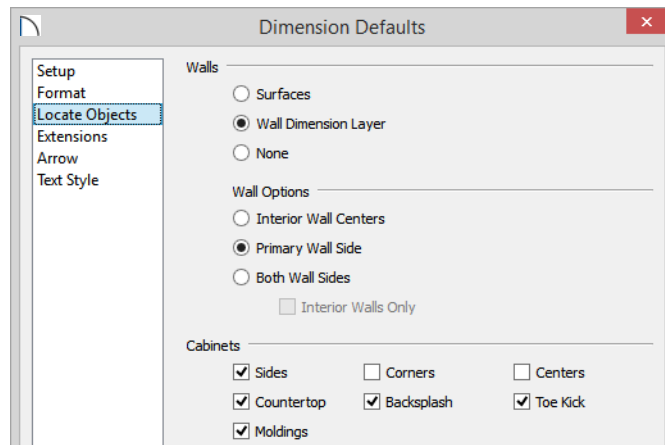 Dimension Defaults
Setup
Format
Locate Objects
Extensions
Arrow
Text Style
Walls
Surfaces
Wall Dimension Layer
None
Wall Options
Interior Wall Centers
Primary Wall Side
Both Wall Sides
Interior Walls Only
Cabinets
Sides Corners Centers
Countertop Backsplash Toe Kick
Moldings